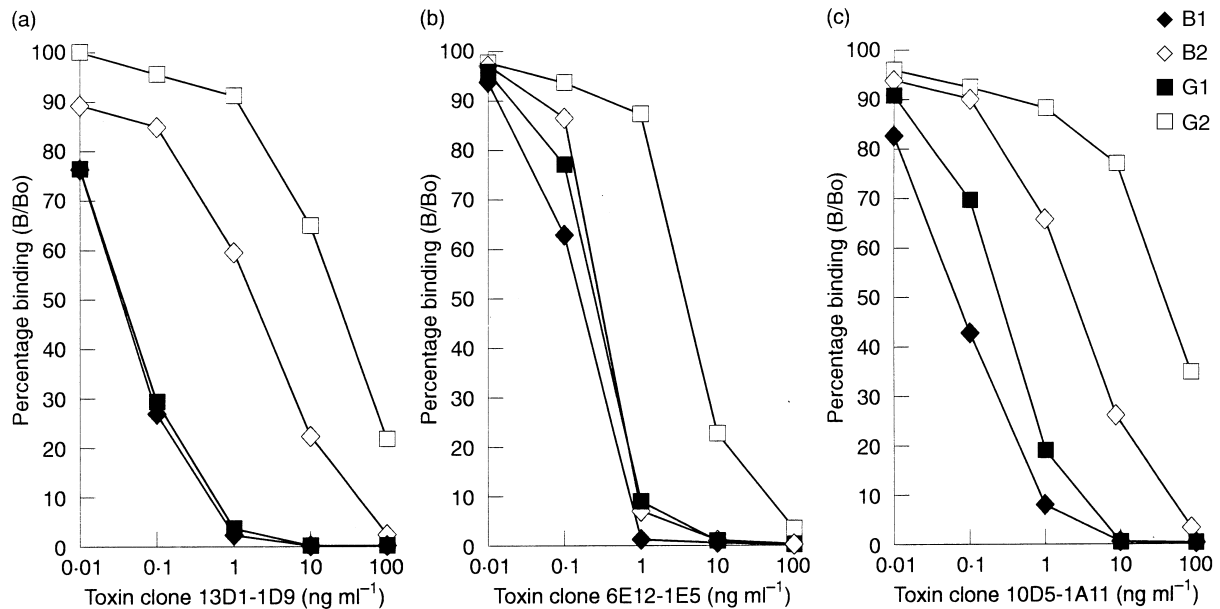 (a)
100
90
80
70
60
50
40
30
20
10
0
Percentage binding (B/Bo)
0·01 0·1 1 10 100
Toxin clone 13D1-1D9 (ng ml⁻¹)
(b)
100
90
80
70
60
50
40
30
20
10
0
Percentage binding (B/Bo)
0·01 0·1 1 10 100
Toxin clone 6E12-1E5 (ng ml⁻¹)
(c)
100
90
80
70
60
50
40
30
20
10
0
Percentage binding (B/Bo)
0·01 0·1 1 10 100
Toxin clone 10D5-1A11 (ng ml⁻¹)
B1
B2
G1
G2